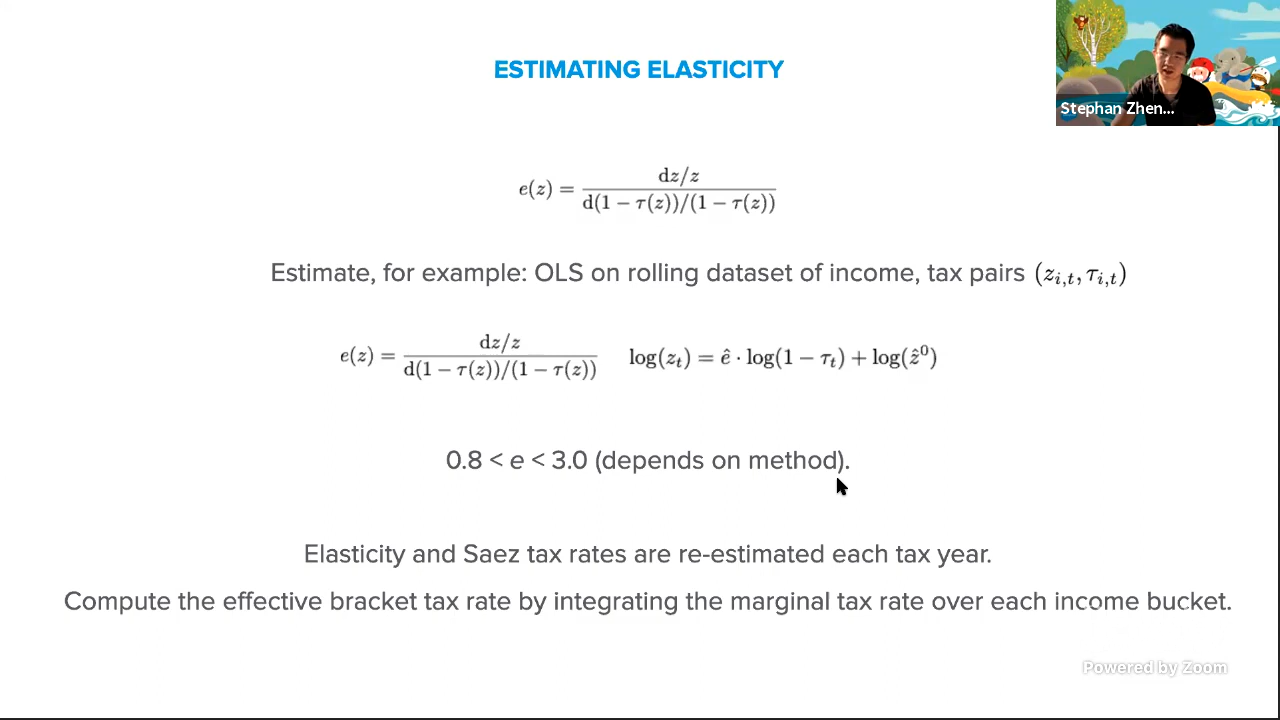 ESTIMATING ELASTICITY
Stephan Zhen...
e(z) = dz/z / d(1 − τ(z))/(1 − τ(z))
Estimate, for example: OLS on rolling dataset of income, tax pairs (z_{i,t}, τ_{i,t})
e(z) = dz/z / d(1 − τ(z))/(1 − τ(z)) log(z_t) = ê · log(1 − τ_t) + log(ẑ^0)
0.8 < e < 3.0 (depends on method).
Elasticity and Saez tax rates are re-estimated each tax year.
Compute the effective bracket tax rate by integrating the marginal tax rate over each income bucket.
Powered by Zoom